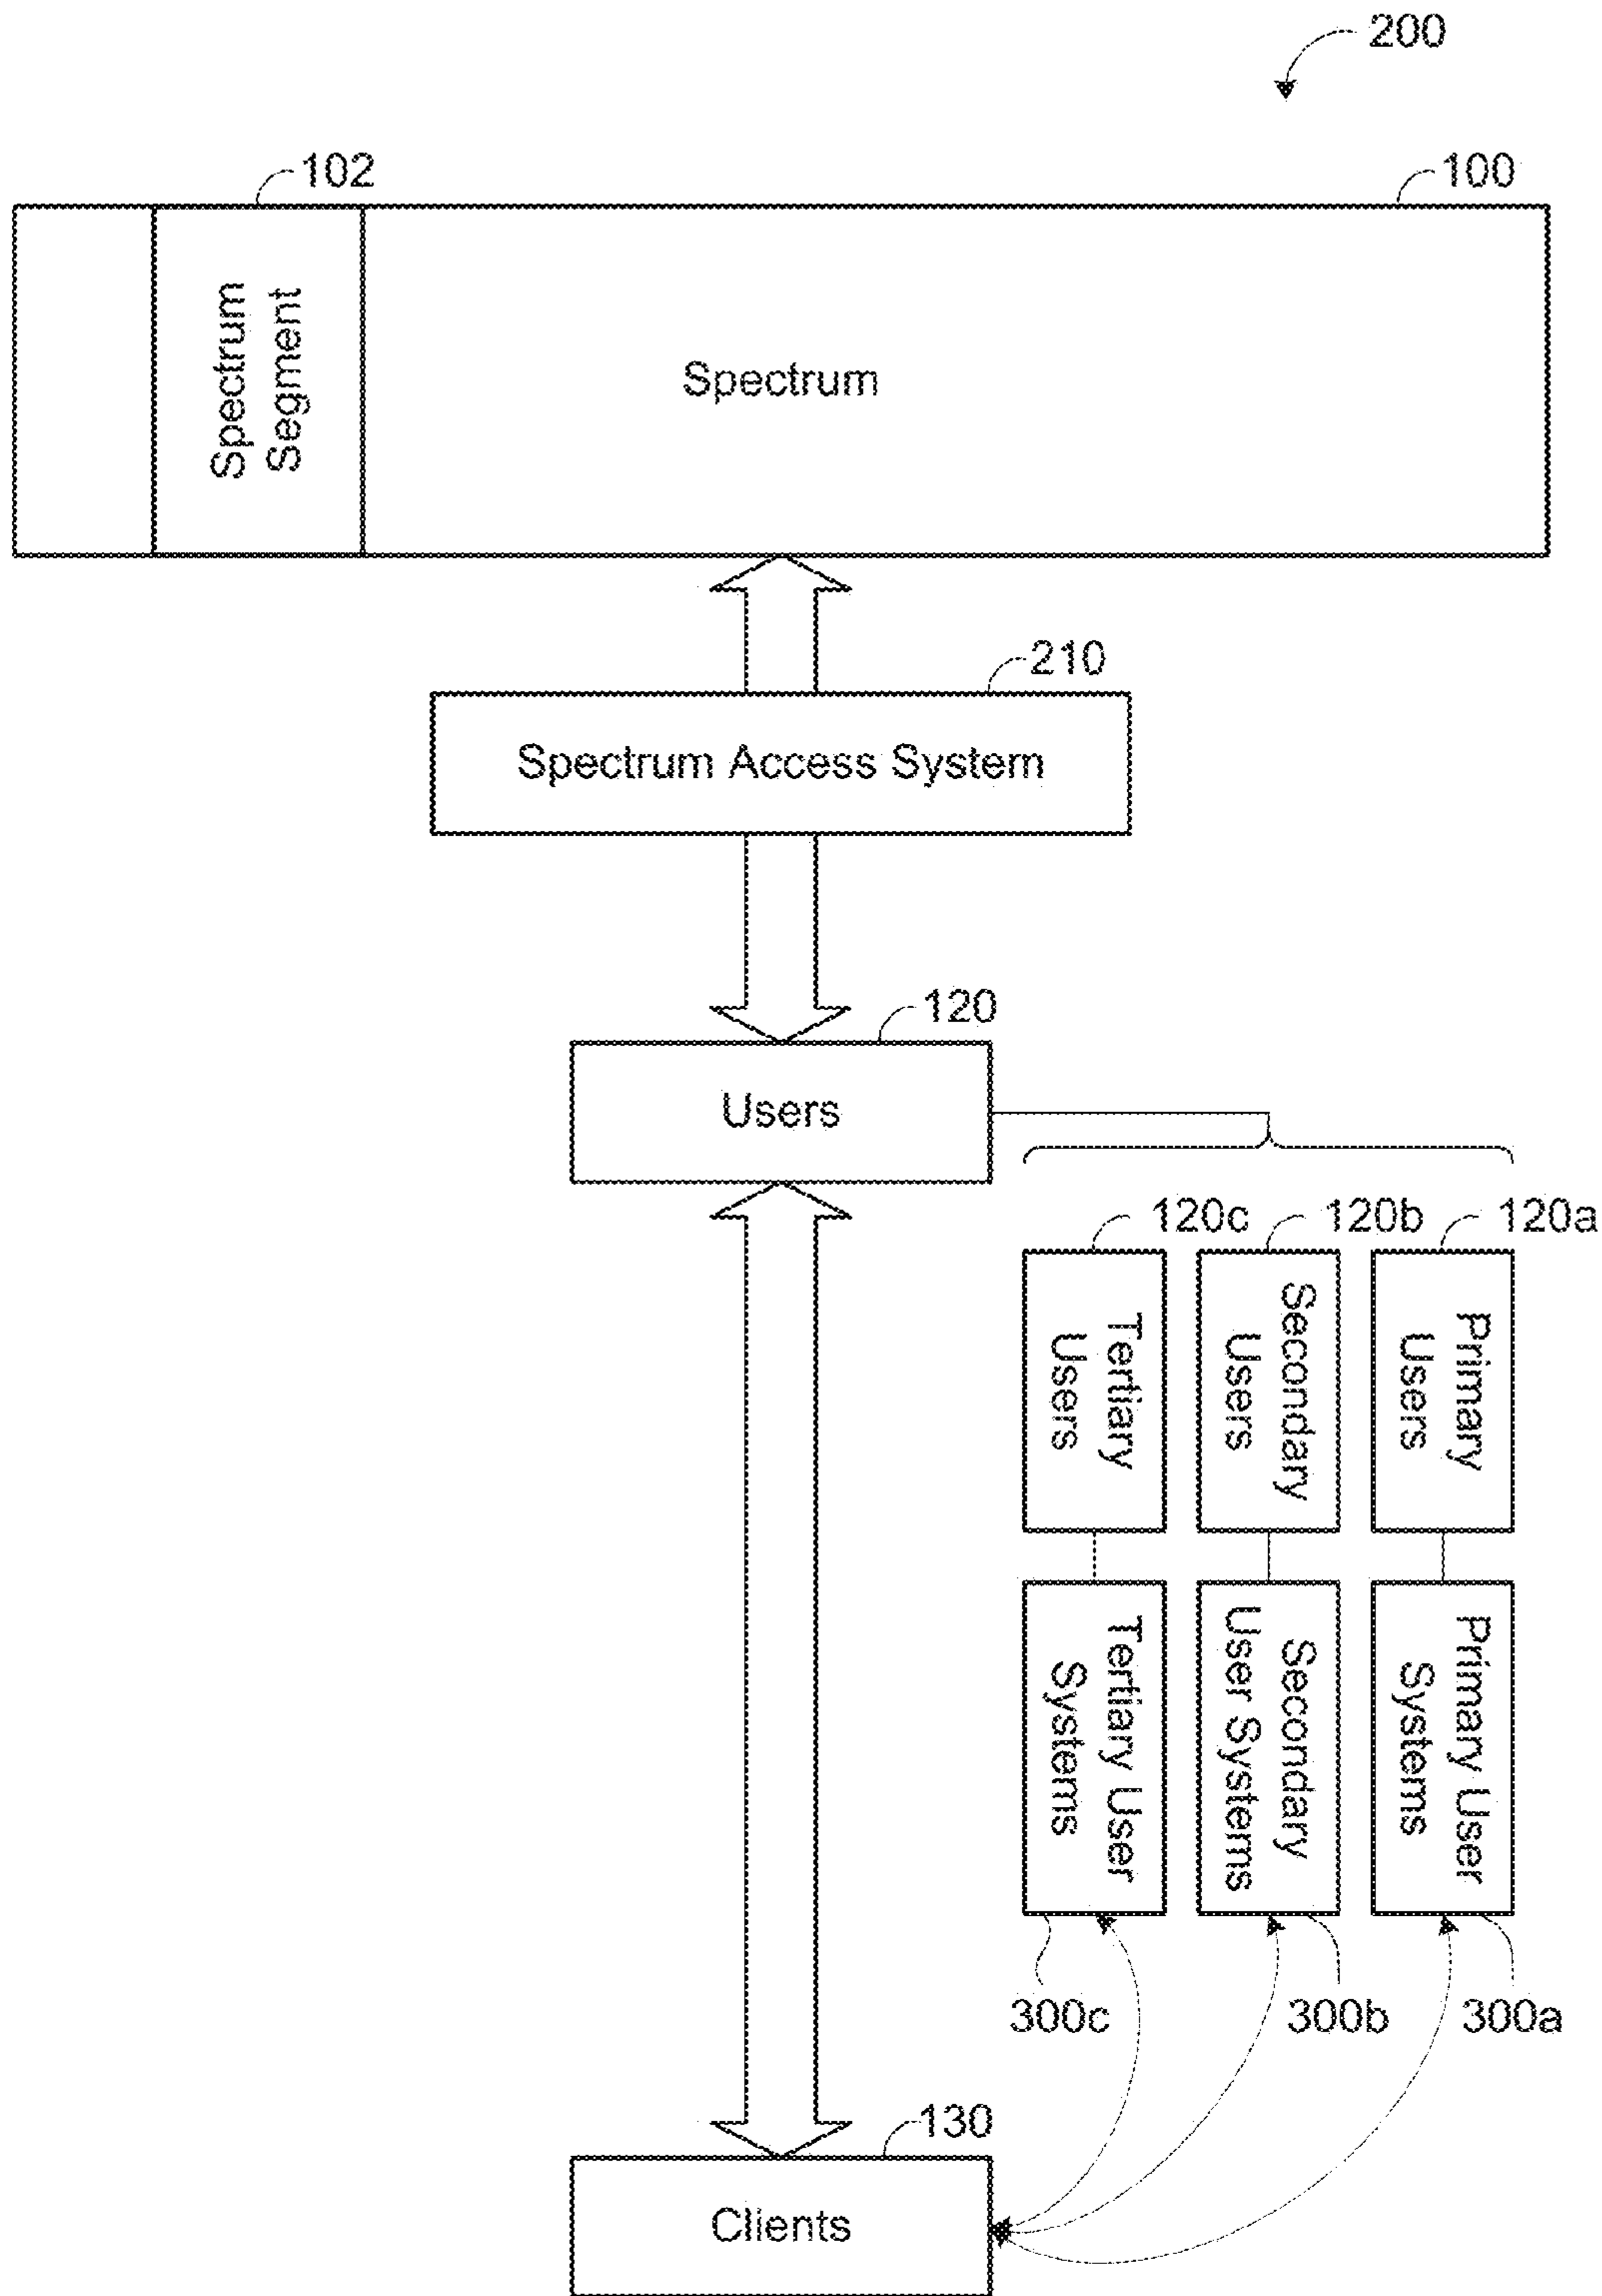 200
102
100
Spectrum
Segment
Spectrum
210
Spectrum Access System
120
Users
120c
120b
120a
Tertiary
Users
Secondary
Users
Primary
Users
Tertiary User
Systems
Secondary
User Systems
Primary User
Systems
300c
300b
300a
130
Clients